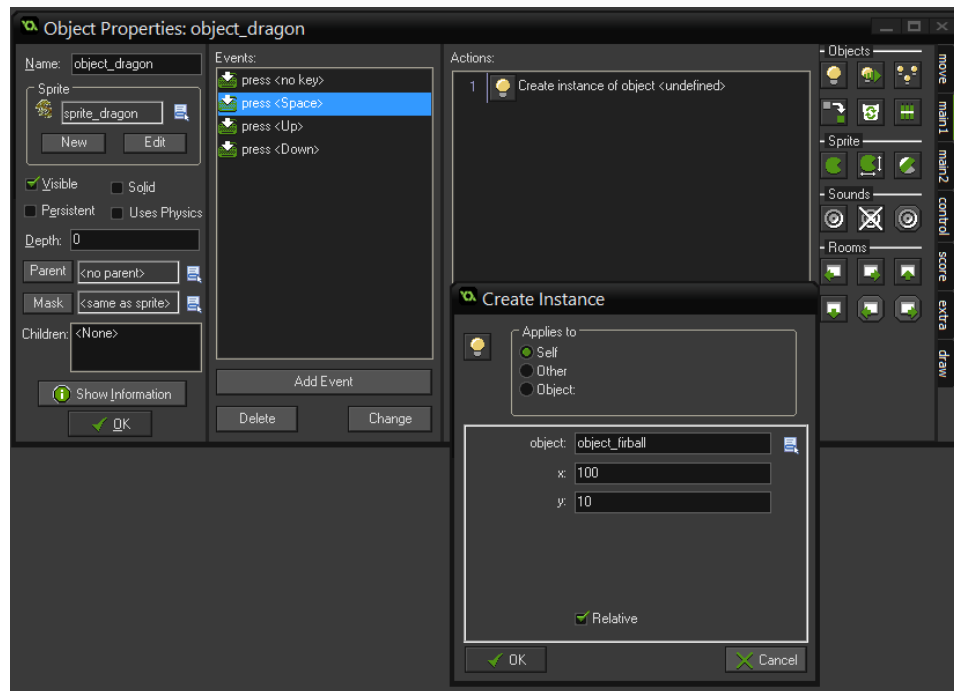 Object Properties: object_dragon
Name: object_dragon
Sprite
sprite_dragon
New Edit
Visible Solid
Persistent Uses Physics
Depth: 0
Parent <no parent>
Mask <same as sprite>
Children: <None>
Show Information
OK
Events:
press <no key>
press <Space>
press <Up>
press <Down>
Add Event
Delete Change
Actions:
1 Create instance of object <undefined>
Objects
Sprite
Sounds
Rooms
move
main1
main2
control
score
extra
draw
Create Instance
Applies to
Self
Other
Object:
object: object_firball
x: 100
y: 10
Relative
OK Cancel